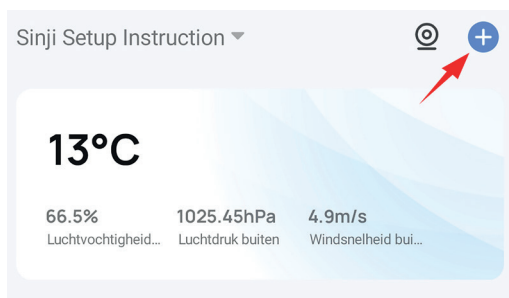 Sinji Setup Instruction
13°C
66.5% 1025.45hPa 4.9m/s
Luchtvochtigheid... Luchtdruk buiten Windsnelheid bui...